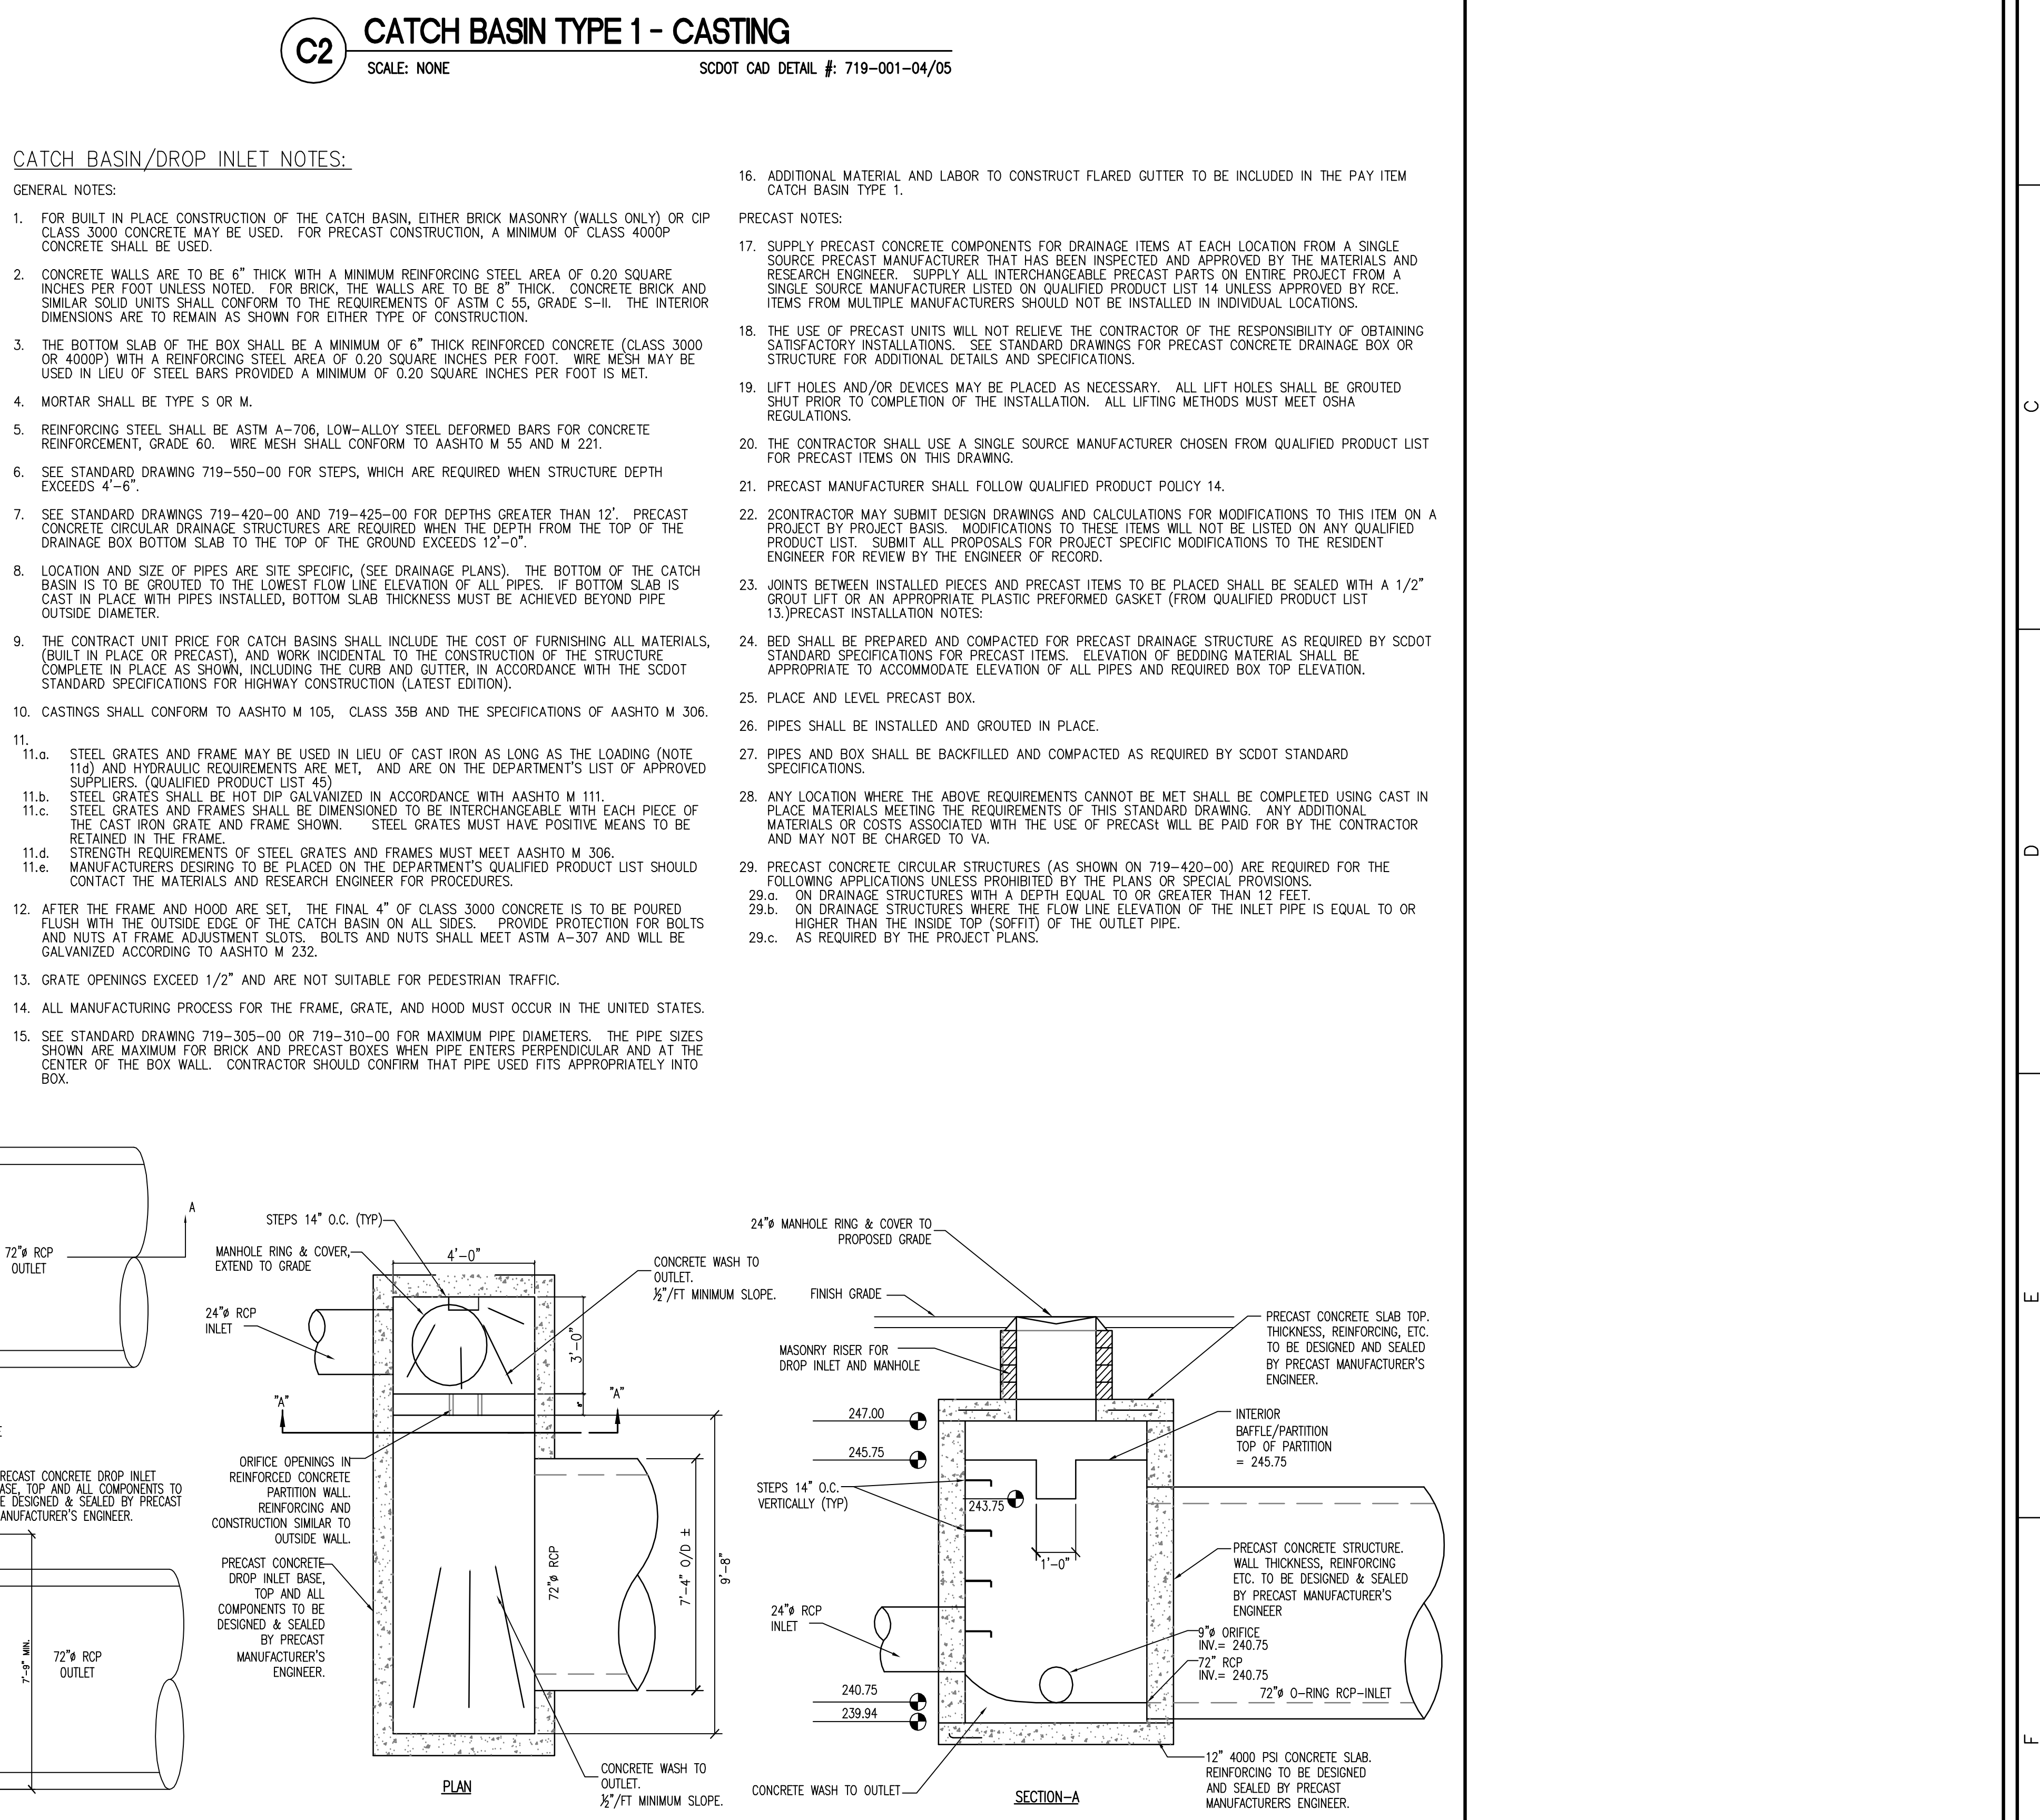 C2
CATCH BASIN TYPE 1 - CASTING
SCALE: NONE
SCDOT CAD DETAIL #: 719-001-04/05
CATCH BASIN/DROP INLET NOTES:
GENERAL NOTES:
1. FOR BUILT IN PLACE CONSTRUCTION OF THE CATCH BASIN, EITHER BRICK MASONRY (WALLS ONLY) OR CIP
CLASS 3000 CONCRETE MAY BE USED. FOR PRECAST CONSTRUCTION, A MINIMUM OF CLASS 4000P
CONCRETE SHALL BE USED.
2. CONCRETE WALLS ARE TO BE 6" THICK WITH A MINIMUM REINFORCING STEEL AREA OF 0.20 SQUARE
INCHES PER FOOT UNLESS NOTED. FOR BRICK, THE WALLS ARE TO BE 8" THICK. CONCRETE BRICK AND
SIMILAR SOLID UNITS SHALL CONFORM TO THE REQUIREMENTS OF ASTM C 55, GRADE S-II. THE INTERIOR
DIMENSIONS ARE TO REMAIN AS SHOWN FOR EITHER TYPE OF CONSTRUCTION.
3. THE BOTTOM SLAB OF THE BOX SHALL BE A MINIMUM OF 6" THICK REINFORCED CONCRETE (CLASS 3000
OR 4000P) WITH A REINFORCING STEEL AREA OF 0.20 SQUARE INCHES PER FOOT. WIRE MESH MAY BE
USED IN LIEU OF STEEL BARS PROVIDED A MINIMUM OF 0.20 SQUARE INCHES PER FOOT IS MET.
4. MORTAR SHALL BE TYPE S OR M.
5. REINFORCING STEEL SHALL BE ASTM A-706, LOW-ALLOY STEEL DEFORMED BARS FOR CONCRETE
REINFORCEMENT, GRADE 60. WIRE MESH SHALL CONFORM TO AASHTO M 55 AND M 221.
6. SEE STANDARD DRAWING 719-550-00 FOR STEPS, WHICH ARE REQUIRED WHEN STRUCTURE DEPTH
EXCEEDS 4'-6".
7. SEE STANDARD DRAWINGS 719-420-00 AND 719-425-00 FOR DEPTHS GREATER THAN 12'. PRECAST
CONCRETE CIRCULAR DRAINAGE STRUCTURES ARE REQUIRED WHEN THE DEPTH FROM THE TOP OF THE
DRAINAGE BOX BOTTOM SLAB TO THE TOP OF THE GROUND EXCEEDS 12'-0".
8. LOCATION AND SIZE OF PIPES ARE SITE SPECIFIC, (SEE DRAINAGE PLANS). THE BOTTOM OF THE CATCH
BASIN IS TO BE GROUTED TO THE LOWEST FLOW LINE ELEVATION OF ALL PIPES. IF BOTTOM SLAB IS
CAST IN PLACE WITH PIPES INSTALLED, BOTTOM SLAB THICKNESS MUST BE ACHIEVED BEYOND PIPE
OUTSIDE DIAMETER.
9. THE CONTRACT UNIT PRICE FOR CATCH BASINS SHALL INCLUDE THE COST OF FURNISHING ALL MATERIALS,
(BUILT IN PLACE OR PRECAST), AND WORK INCIDENTAL TO THE CONSTRUCTION OF THE STRUCTURE
COMPLETE IN PLACE AS SHOWN, INCLUDING THE CURB AND GUTTER, IN ACCORDANCE WITH THE SCDOT
STANDARD SPECIFICATIONS FOR HIGHWAY CONSTRUCTION (LATEST EDITION).
10. CASTINGS SHALL CONFORM TO AASHTO M 105, CLASS 35B AND THE SPECIFICATIONS OF AASHTO M 306.
11.
11.a. STEEL GRATES AND FRAME MAY BE USED IN LIEU OF CAST IRON AS LONG AS THE LOADING (NOTE
11d) AND HYDRAULIC REQUIREMENTS ARE MET, AND ARE ON THE DEPARTMENT'S LIST OF APPROVED
SUPPLIERS. (QUALIFIED PRODUCT LIST 45)
11.b. STEEL GRATES SHALL BE HOT DIP GALVANIZED IN ACCORDANCE WITH AASHTO M 111.
11.c. STEEL GRATES AND FRAMES SHALL BE DIMENSIONED TO BE INTERCHANGEABLE WITH EACH PIECE OF
THE CAST IRON GRATE AND FRAME SHOWN. STEEL GRATES MUST HAVE POSITIVE MEANS TO BE
RETAINED IN THE FRAME.
11.d. STRENGTH REQUIREMENTS OF STEEL GRATES AND FRAMES MUST MEET AASHTO M 306.
11.e. MANUFACTURERS DESIRING TO BE PLACED ON THE DEPARTMENT'S QUALIFIED PRODUCT LIST SHOULD
CONTACT THE MATERIALS AND RESEARCH ENGINEER FOR PROCEDURES.
12. AFTER THE FRAME AND HOOD ARE SET, THE FINAL 4" OF CLASS 3000 CONCRETE IS TO BE POURED
FLUSH WITH THE OUTSIDE EDGE OF THE CATCH BASIN ON ALL SIDES. PROVIDE PROTECTION FOR BOLTS
AND NUTS AT FRAME ADJUSTMENT SLOTS. BOLTS AND NUTS SHALL MEET ASTM A-307 AND WILL BE
GALVANIZED ACCORDING TO AASHTO M 232.
13. GRATE OPENINGS EXCEED 1/2" AND ARE NOT SUITABLE FOR PEDESTRIAN TRAFFIC.
14. ALL MANUFACTURING PROCESS FOR THE FRAME, GRATE, AND HOOD MUST OCCUR IN THE UNITED STATES.
15. SEE STANDARD DRAWING 719-305-00 OR 719-310-00 FOR MAXIMUM PIPE DIAMETERS. THE PIPE SIZES
SHOWN ARE MAXIMUM FOR BRICK AND PRECAST BOXES WHEN PIPE ENTERS PERPENDICULAR AND AT THE
CENTER OF THE BOX WALL. CONTRACTOR SHOULD CONFIRM THAT PIPE USED FITS APPROPRIATELY INTO
BOX.
16. ADDITIONAL MATERIAL AND LABOR TO CONSTRUCT FLARED GUTTER TO BE INCLUDED IN THE PAY ITEM
CATCH BASIN TYPE 1.
PRECAST NOTES:
17. SUPPLY PRECAST CONCRETE COMPONENTS FOR DRAINAGE ITEMS AT EACH LOCATION FROM A SINGLE
SOURCE PRECAST MANUFACTURER THAT HAS BEEN INSPECTED AND APPROVED BY THE MATERIALS AND
RESEARCH ENGINEER. SUPPLY ALL INTERCHANGEABLE PRECAST PARTS ON ENTIRE PROJECT FROM A
SINGLE SOURCE MANUFACTURER LISTED ON QUALIFIED PRODUCT LIST 14 UNLESS APPROVED BY RCE.
ITEMS FROM MULTIPLE MANUFACTURERS SHOULD NOT BE INSTALLED IN INDIVIDUAL LOCATIONS.
18. THE USE OF PRECAST UNITS WILL NOT RELIEVE THE CONTRACTOR OF THE RESPONSIBILITY OF OBTAINING
SATISFACTORY INSTALLATIONS. SEE STANDARD DRAWINGS FOR PRECAST CONCRETE DRAINAGE BOX OR
STRUCTURE FOR ADDITIONAL DETAILS AND SPECIFICATIONS.
19. LIFT HOLES AND/OR DEVICES MAY BE PLACED AS NECESSARY. ALL LIFT HOLES SHALL BE GROUTED
SHUT PRIOR TO COMPLETION OF THE INSTALLATION. ALL LIFTING METHODS MUST MEET OSHA
REGULATIONS.
20. THE CONTRACTOR SHALL USE A SINGLE SOURCE MANUFACTURER CHOSEN FROM QUALIFIED PRODUCT LIST
FOR PRECAST ITEMS ON THIS DRAWING.
21. PRECAST MANUFACTURER SHALL FOLLOW QUALIFIED PRODUCT POLICY 14.
22. 2CONTRACTOR MAY SUBMIT DESIGN DRAWINGS AND CALCULATIONS FOR MODIFICATIONS TO THIS ITEM ON A
PROJECT BY PROJECT BASIS. MODIFICATIONS TO THESE ITEMS WILL NOT BE LISTED ON ANY QUALIFIED
PRODUCT LIST. SUBMIT ALL PROPOSALS FOR PROJECT SPECIFIC MODIFICATIONS TO THE RESIDENT
ENGINEER FOR REVIEW BY THE ENGINEER OF RECORD.
23. JOINTS BETWEEN INSTALLED PIECES AND PRECAST ITEMS TO BE PLACED SHALL BE SEALED WITH A 1/2"
GROUT LIFT OR AN APPROPRIATE PLASTIC PREFORMED GASKET (FROM QUALIFIED PRODUCT LIST
13.)PRECAST INSTALLATION NOTES:
24. BED SHALL BE PREPARED AND COMPACTED FOR PRECAST DRAINAGE STRUCTURE AS REQUIRED BY SCDOT
STANDARD SPECIFICATIONS FOR PRECAST ITEMS. ELEVATION OF BEDDING MATERIAL SHALL BE
APPROPRIATE TO ACCOMMODATE ELEVATION OF ALL PIPES AND REQUIRED BOX TOP ELEVATION.
25. PLACE AND LEVEL PRECAST BOX.
26. PIPES SHALL BE INSTALLED AND GROUTED IN PLACE.
27. PIPES AND BOX SHALL BE BACKFILLED AND COMPACTED AS REQUIRED BY SCDOT STANDARD
SPECIFICATIONS.
28. ANY LOCATION WHERE THE ABOVE REQUIREMENTS CANNOT BE MET SHALL BE COMPLETED USING CAST IN
PLACE MATERIALS MEETING THE REQUIREMENTS OF THIS STANDARD DRAWING. ANY ADDITIONAL
MATERIALS OR COSTS ASSOCIATED WITH THE USE OF PRECASt WILL BE PAID FOR BY THE CONTRACTOR
AND MAY NOT BE CHARGED TO VA.
29. PRECAST CONCRETE CIRCULAR STRUCTURES (AS SHOWN ON 719-420-00) ARE REQUIRED FOR THE
FOLLOWING APPLICATIONS UNLESS PROHIBITED BY THE PLANS OR SPECIAL PROVISIONS.
29.a. ON DRAINAGE STRUCTURES WITH A DEPTH EQUAL TO OR GREATER THAN 12 FEET.
29.b. ON DRAINAGE STRUCTURES WHERE THE FLOW LINE ELEVATION OF THE INLET PIPE IS EQUAL TO OR
HIGHER THAN THE INSIDE TOP (SOFFIT) OF THE OUTLET PIPE.
29.c. AS REQUIRED BY THE PROJECT PLANS.
C
D
E
F
A
72"ø RCP
OUTLET
E
RECAST CONCRETE DROP INLET
ASE, TOP AND ALL COMPONENTS TO
E DESIGNED & SEALED BY PRECAST
ANUFACTURER'S ENGINEER.
7'-9" MIN.
72"ø RCP
OUTLET
STEPS 14" O.C. (TYP)
MANHOLE RING & COVER,
EXTEND TO GRADE
4'-0"
24"ø RCP
INLET
CONCRETE WASH TO
OUTLET.
½"/FT MINIMUM SLOPE.
3'-0"
8"
"A"
"A"
ORIFICE OPENINGS IN
REINFORCED CONCRETE
PARTITION WALL.
REINFORCING AND
CONSTRUCTION SIMILAR TO
OUTSIDE WALL.
PRECAST CONCRETE
DROP INLET BASE,
TOP AND ALL
COMPONENTS TO BE
DESIGNED & SEALED
BY PRECAST
MANUFACTURER'S
ENGINEER.
72"ø RCP
7'-4" O/D ±
9'-8"
CONCRETE WASH TO
OUTLET.
½"/FT MINIMUM SLOPE.
PLAN
24"ø MANHOLE RING & COVER TO
PROPOSED GRADE
FINISH GRADE
MASONRY RISER FOR
DROP INLET AND MANHOLE
PRECAST CONCRETE SLAB TOP.
THICKNESS, REINFORCING, ETC.
TO BE DESIGNED AND SEALED
BY PRECAST MANUFACTURER'S
ENGINEER.
247.00
245.75
INTERIOR
BAFFLE/PARTITION
TOP OF PARTITION
= 245.75
STEPS 14" O.C.
VERTICALLY (TYP)
243.75
1'-0"
PRECAST CONCRETE STRUCTURE.
WALL THICKNESS, REINFORCING
ETC. TO BE DESIGNED & SEALED
BY PRECAST MANUFACTURER'S
ENGINEER
24"ø RCP
INLET
9"ø ORIFICE
INV.= 240.75
72" RCP
INV.= 240.75
72"ø O-RING RCP-INLET
240.75
239.94
CONCRETE WASH TO OUTLET
12" 4000 PSI CONCRETE SLAB.
REINFORCING TO BE DESIGNED
AND SEALED BY PRECAST
MANUFACTURERS ENGINEER.
SECTION-A